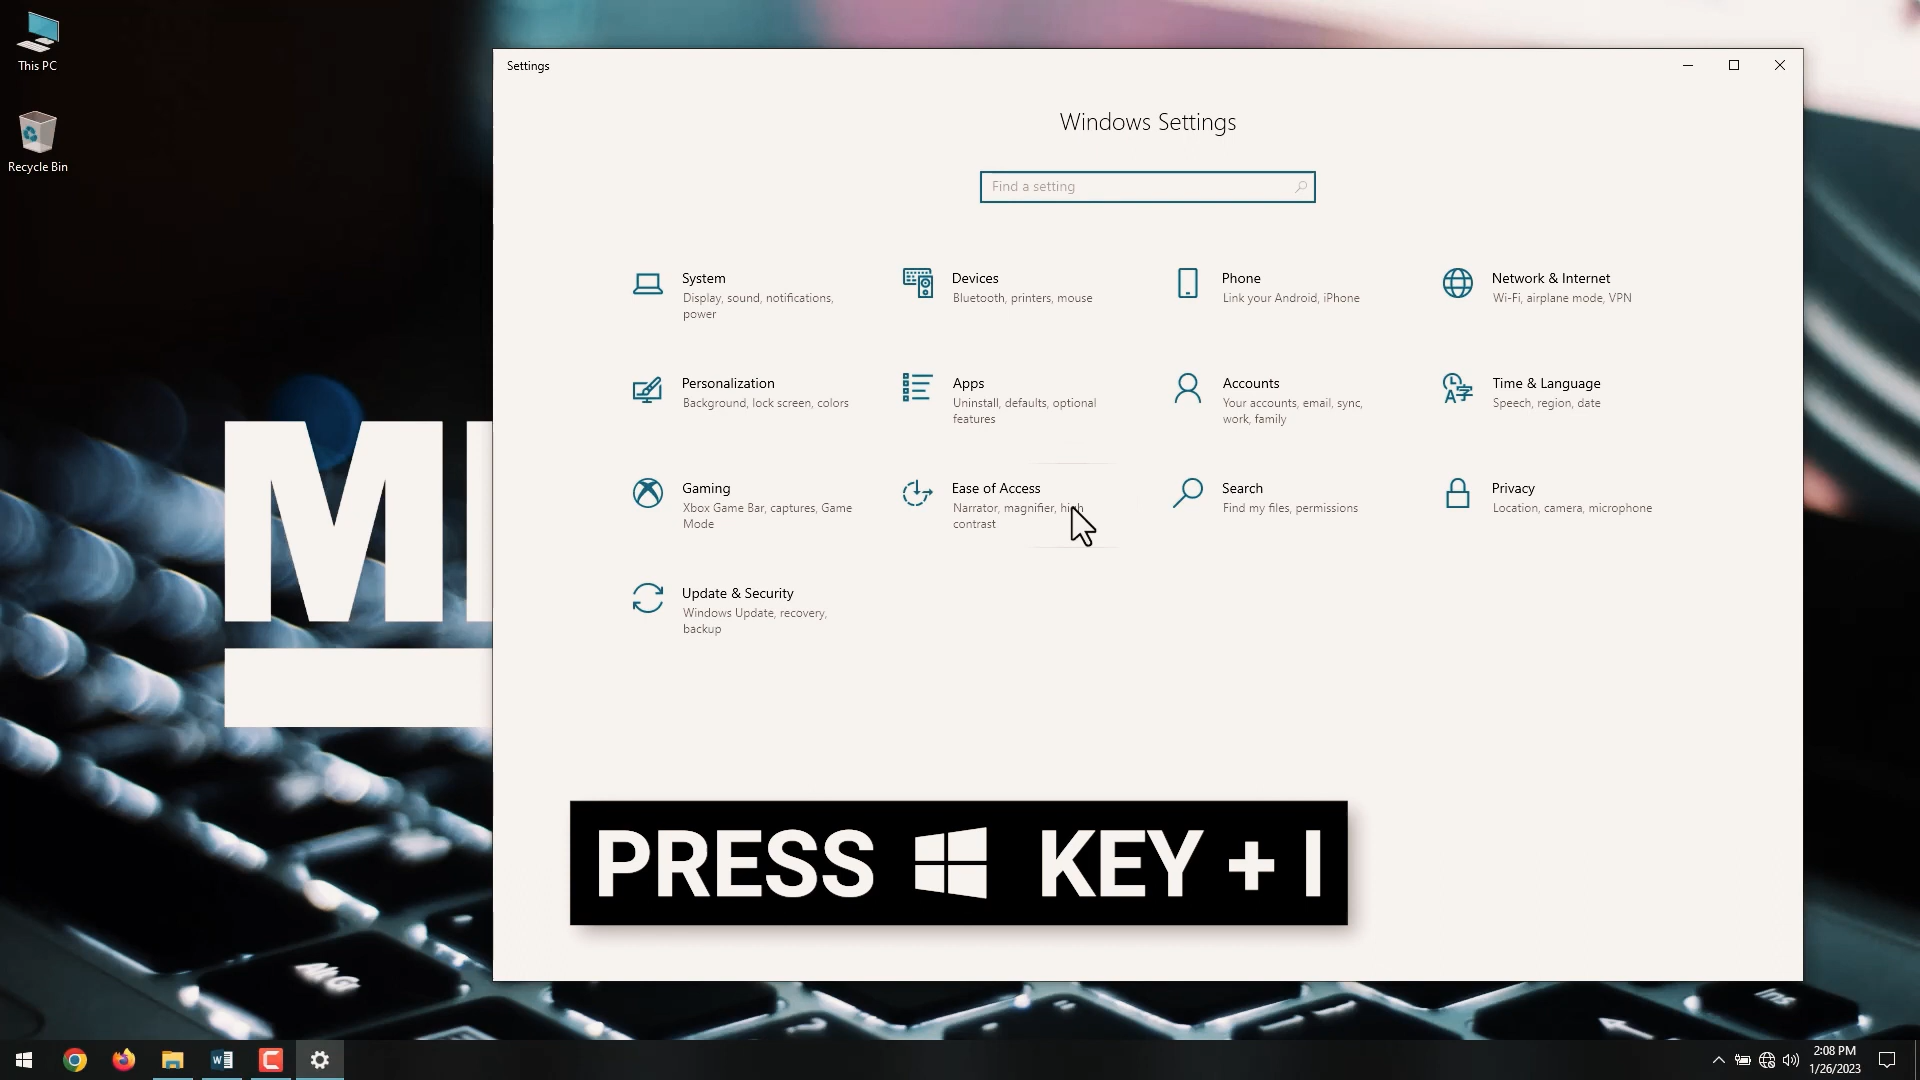 This PC
Recycle Bin
Settings
Windows Settings
Find a setting
System
Display, sound, notifications,
power
Devices
Bluetooth, printers, mouse
Phone
Link your Android, iPhone
Network & Internet
Wi-Fi, airplane mode, VPN
Personalization
Background, lock screen, colors
Apps
Uninstall, defaults, optional
features
Accounts
Your accounts, email, sync,
work, family
Time & Language
Speech, region, date
Gaming
Xbox Game Bar, captures, Game
Mode
Ease of Access
Narrator, magnifier, high
contrast
Search
Find my files, permissions
Privacy
Location, camera, microphone
Update & Security
Windows Update, recovery,
backup
PRESS KEY + I
Alt Gr
Ins
2:08 PM
1/26/2023